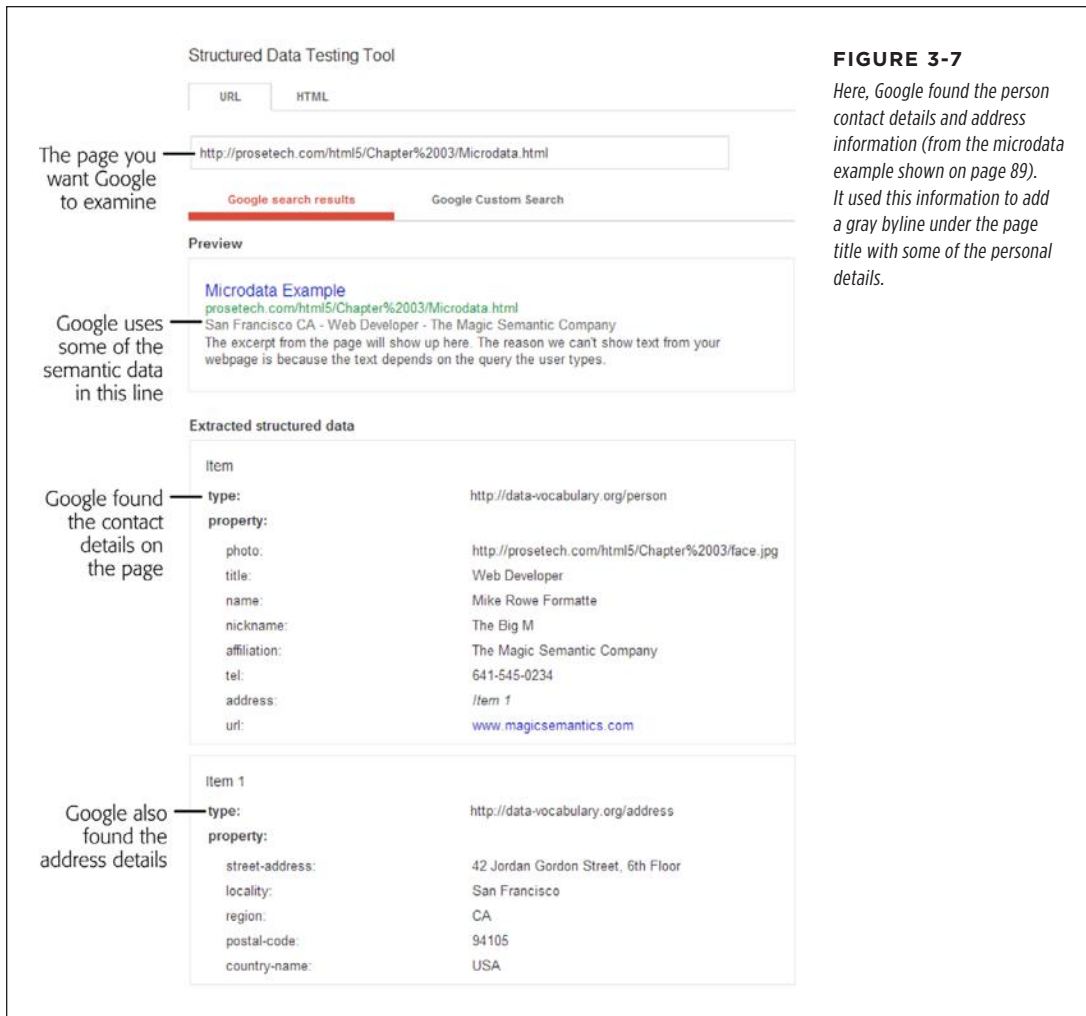 Structured Data Testing Tool
URL HTML
The page you
want Google
to examine
http://prosetech.com/html5/Chapter%2003/Microdata.html
Google search results Google Custom Search
Preview
Microdata Example
prosetech.com/html5/Chapter%2003/Microdata.html
San Francisco CA - Web Developer - The Magic Semantic Company
The excerpt from the page will show up here. The reason we can't show text from your
webpage is because the text depends on the query the user types.
Google uses
some of the
semantic data
in this line
Extracted structured data
Item
type: http://data-vocabulary.org/person
property:
photo: http://prosetech.com/html5/Chapter%2003/face.jpg
title: Web Developer
name: Mike Rowe Formatte
nickname: The Big M
affiliation: The Magic Semantic Company
tel: 641-545-0234
address: Item 1
url: www.magicsemantics.com
Google found
the contact
details on
the page
Item 1
type: http://data-vocabulary.org/address
property:
street-address: 42 Jordan Gordon Street, 6th Floor
locality: San Francisco
region: CA
postal-code: 94105
country-name: USA
Google also
found the
address details
FIGURE 3-7
Here, Google found the person
contact details and address
information (from the microdata
example shown on page 89).
It used this information to add
a gray byline under the page
title with some of the personal
details.